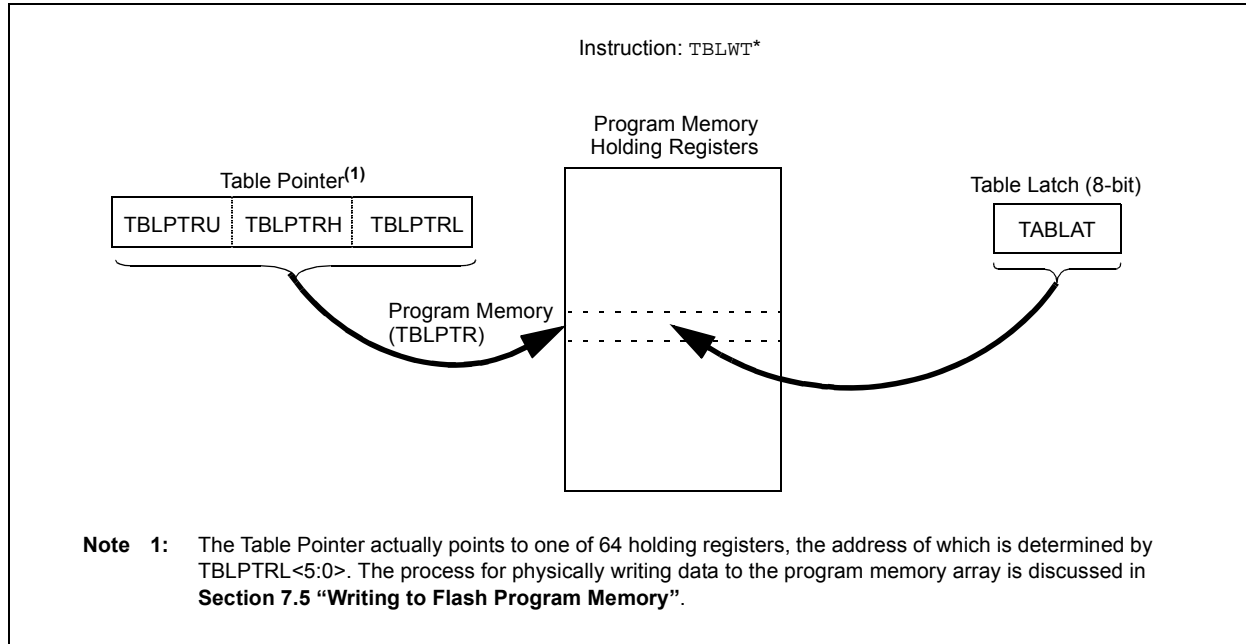 Instruction: TBLWT*
Program Memory
Holding Registers
Table Pointer(1)
Table Latch (8-bit)
TBLPTRU TBLPTRH TBLPTRL
TABLAT
Program Memory
(TBLPTR)
Note 1: The Table Pointer actually points to one of 64 holding registers, the address of which is determined by
TBLPTRL<5:0>. The process for physically writing data to the program memory array is discussed in
Section 7.5 “Writing to Flash Program Memory”.